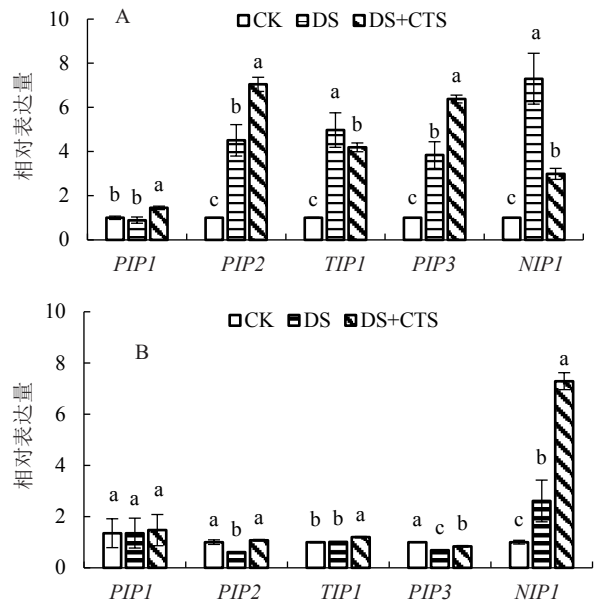 A
CK DS DS+CTS
相对表达量
10
8
6
4
2
0
b b a c b a c a b c b a c a b
PIP1 PIP2 TIP1 PIP3 NIP1
B
CK DS DS+CTS
相对表达量
10
8
6
4
2
0
a a a a b a b b a a c b c b a
PIP1 PIP2 TIP1 PIP3 NIP1